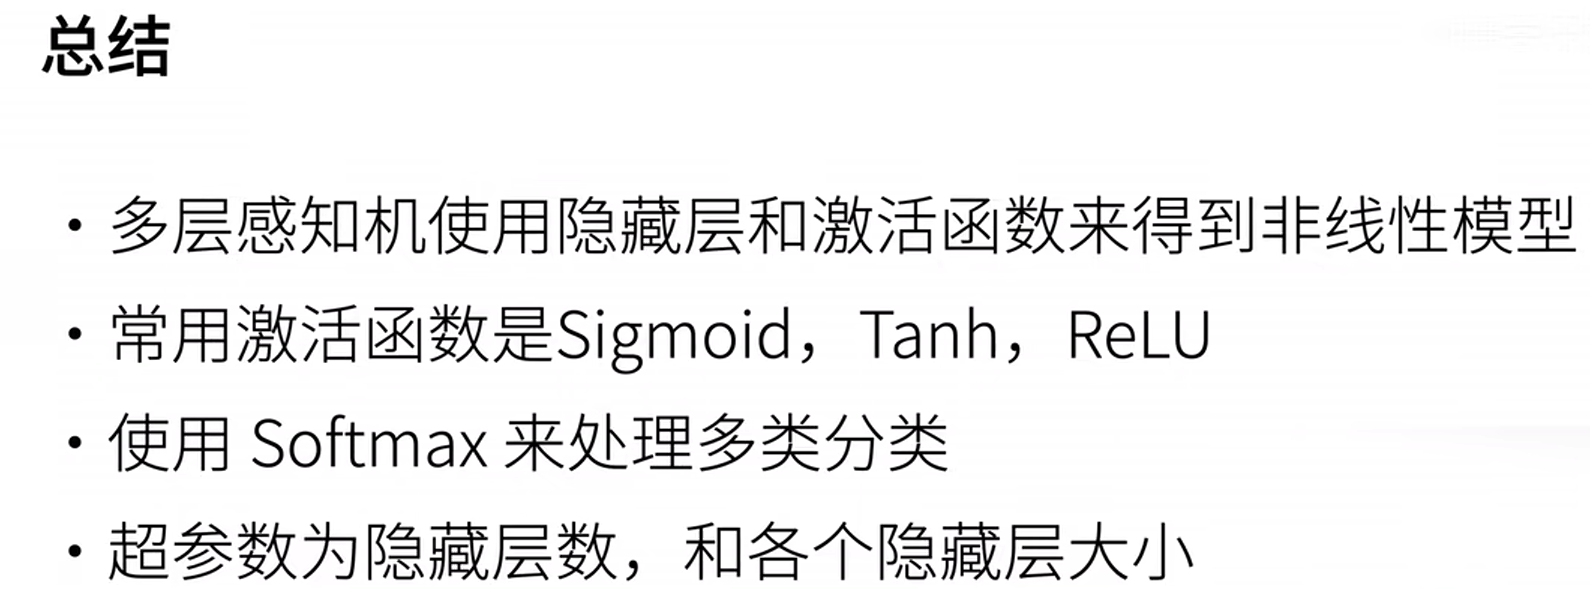 总结
• 多层感知机使用隐藏层和激活函数来得到非线性模型
• 常用激活函数是Sigmoid，Tanh，ReLU
• 使用 Softmax 来处理多类分类
• 超参数为隐藏层数，和各个隐藏层大小